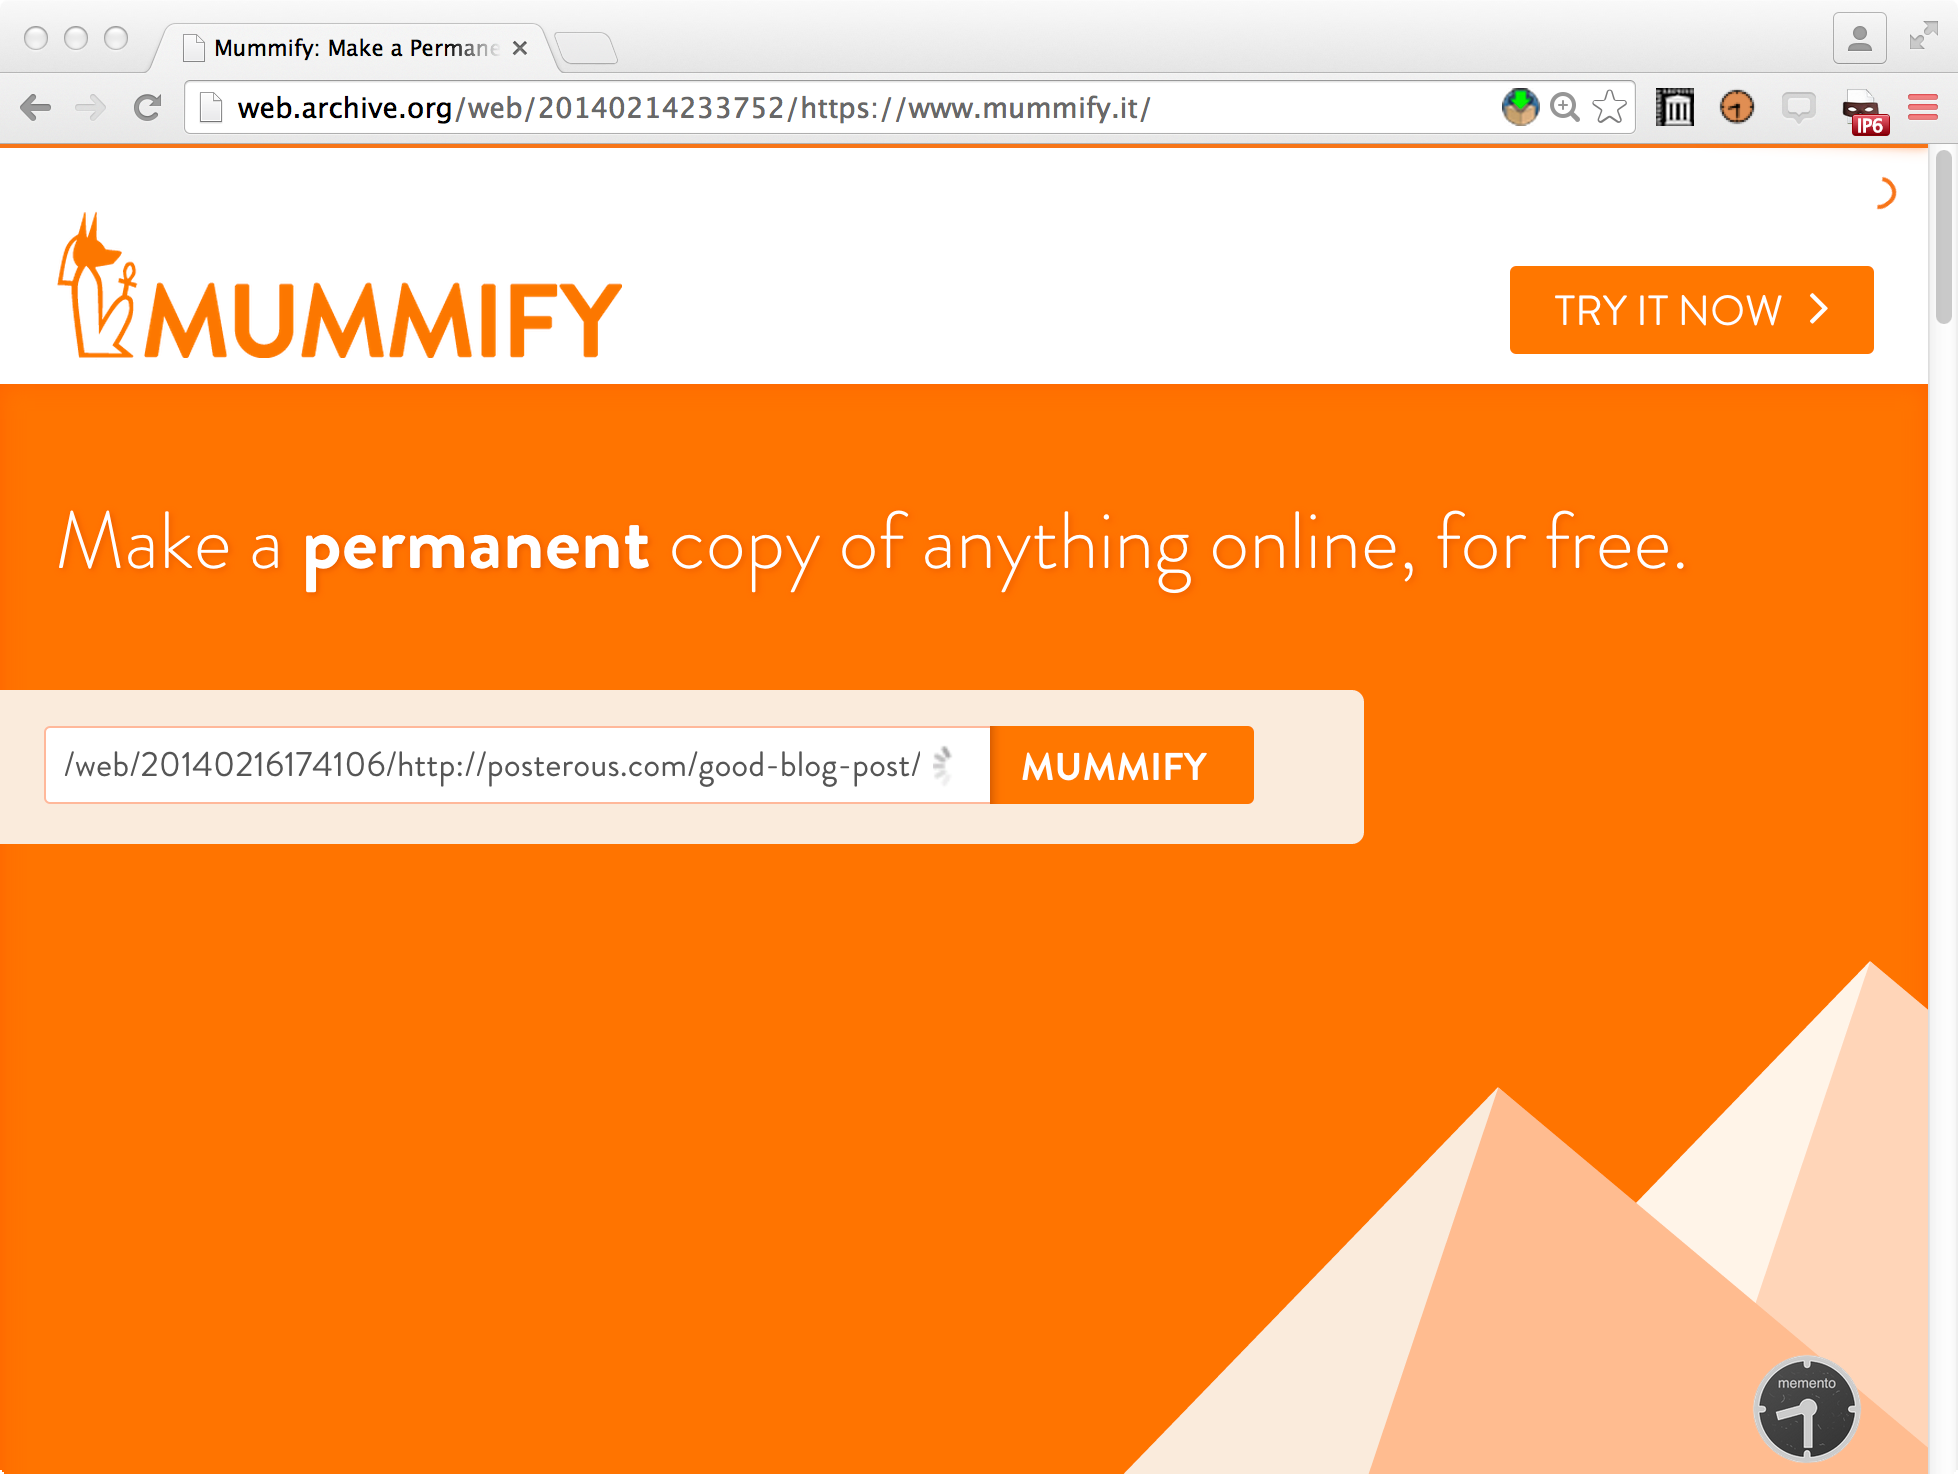 Mummify: Make a Permane
web.archive.org/web/20140214233752/https://www.mummify.it/
IP6
MUMMIFY
TRY IT NOW
Make a permanent copy of anything online, for free.
/web/20140216174106/http://posterous.com/good-blog-post/
MUMMIFY
memento